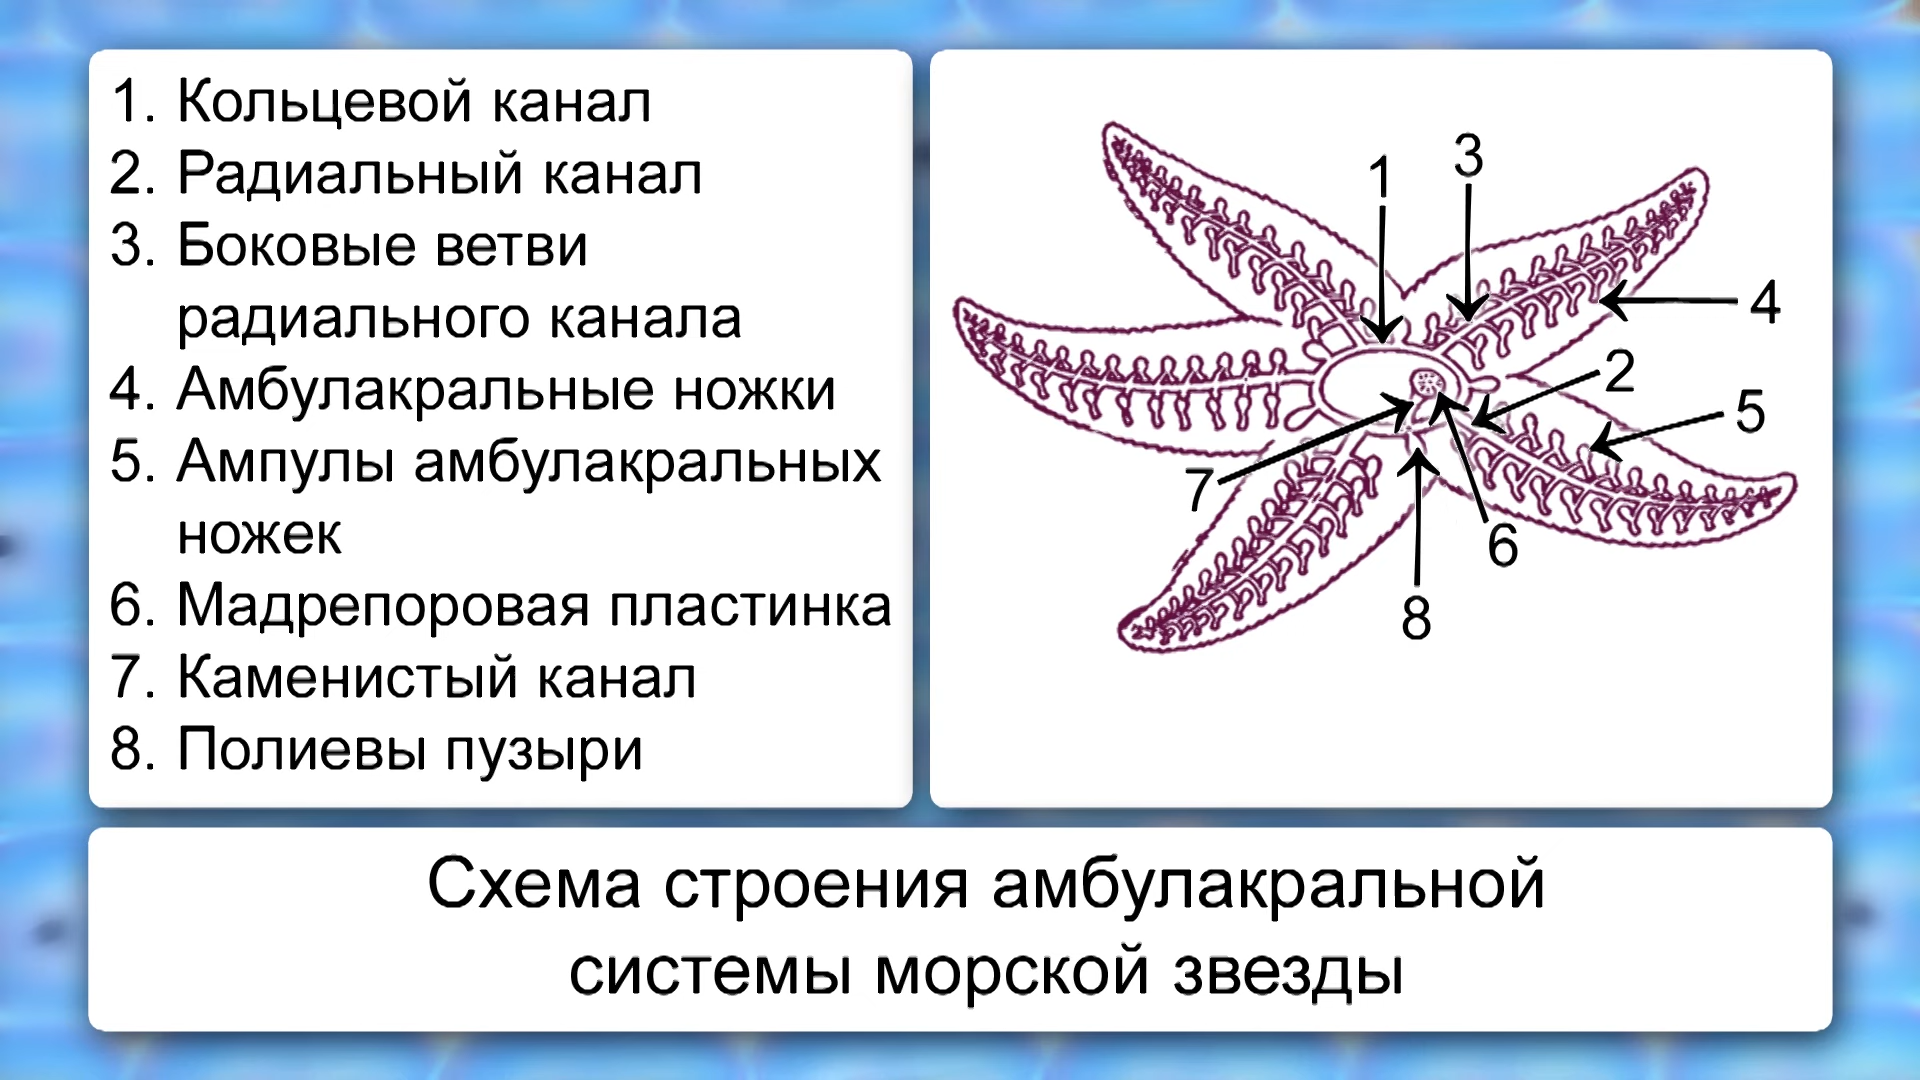 1. Кольцевой канал
2. Радиальный канал
3. Боковые ветви
радиального канала
4. Амбулакральные ножки
5. Ампулы амбулакральных
ножек
6. Мадрепоровая пластинка
7. Каменистый канал
8. Полиевы пузыри
1
3
4
2
5
7
6
8
Схема строения амбулакральной
системы морской звезды